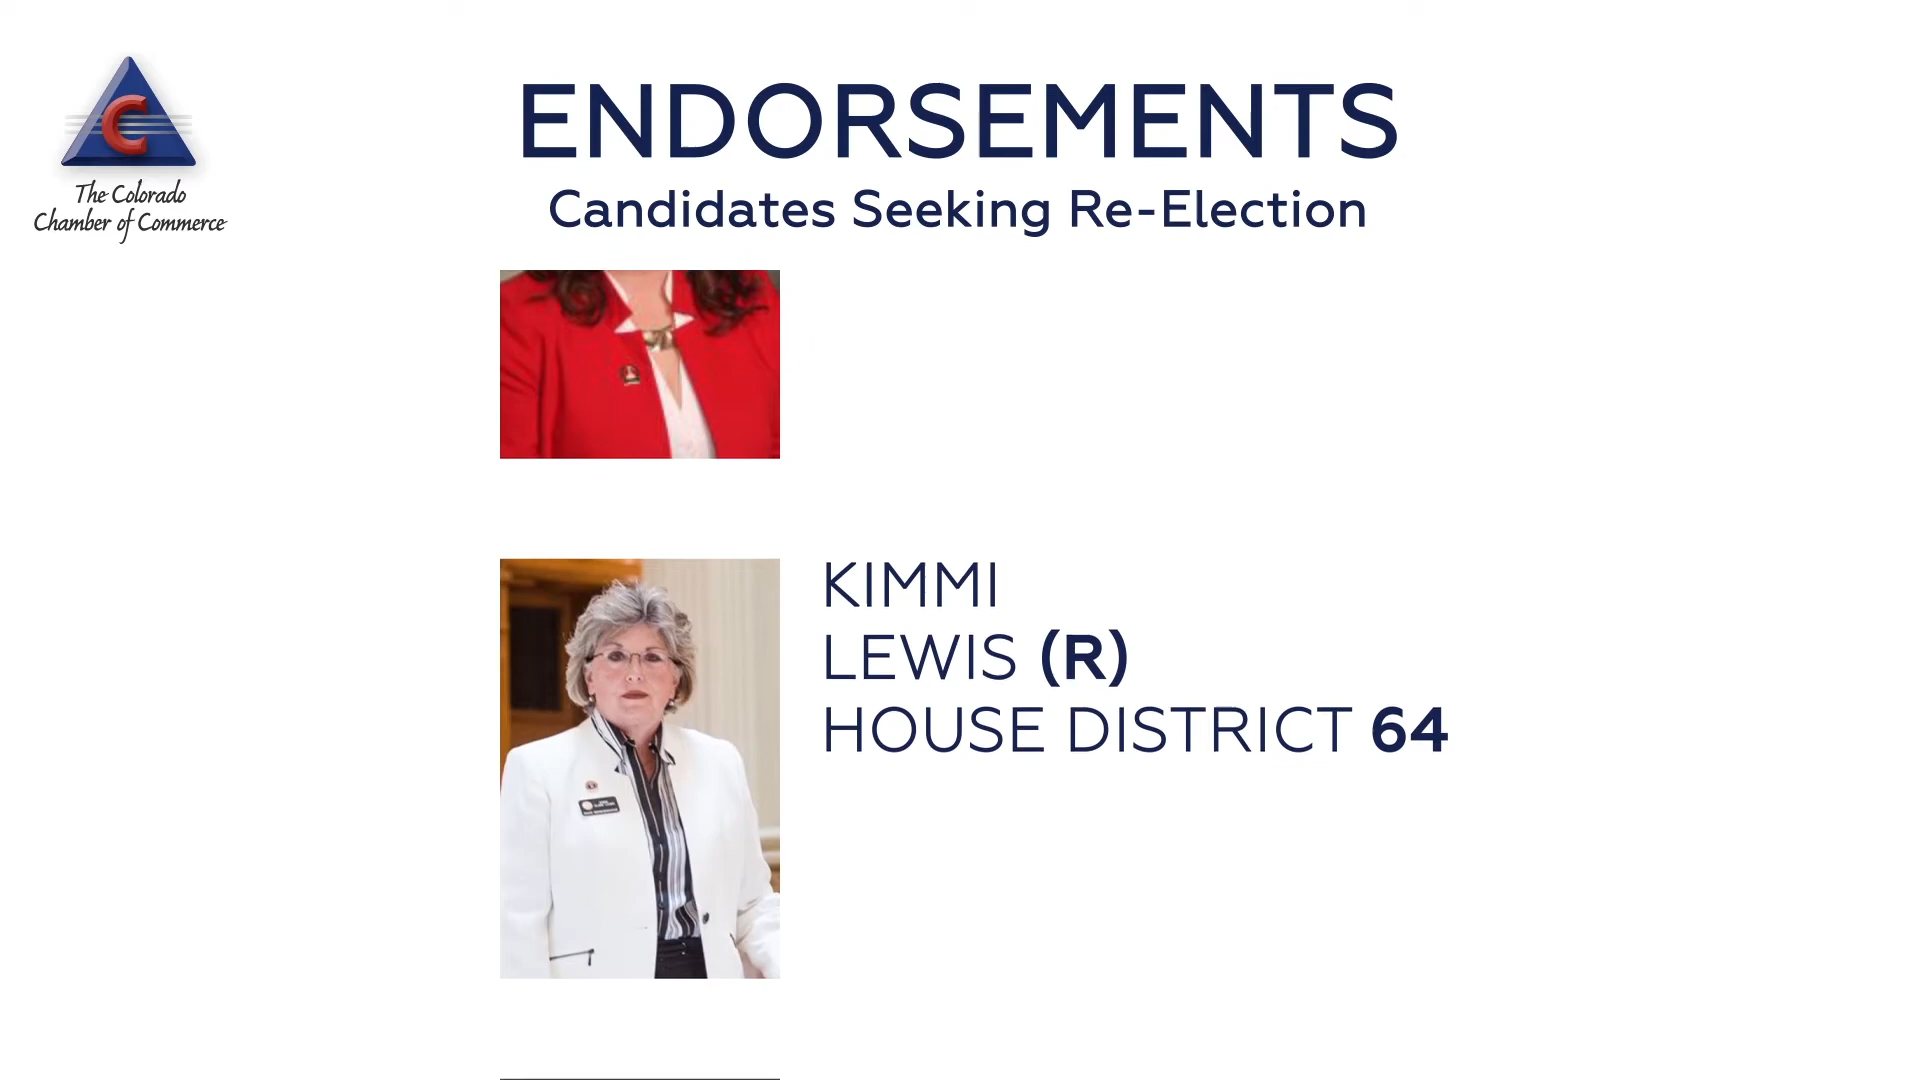 The Colorado
Chamber of Commerce
ENDORSEMENTS
Candidates Seeking Re-Election
KIMMI
LEWIS (R)
HOUSE DISTRICT 64